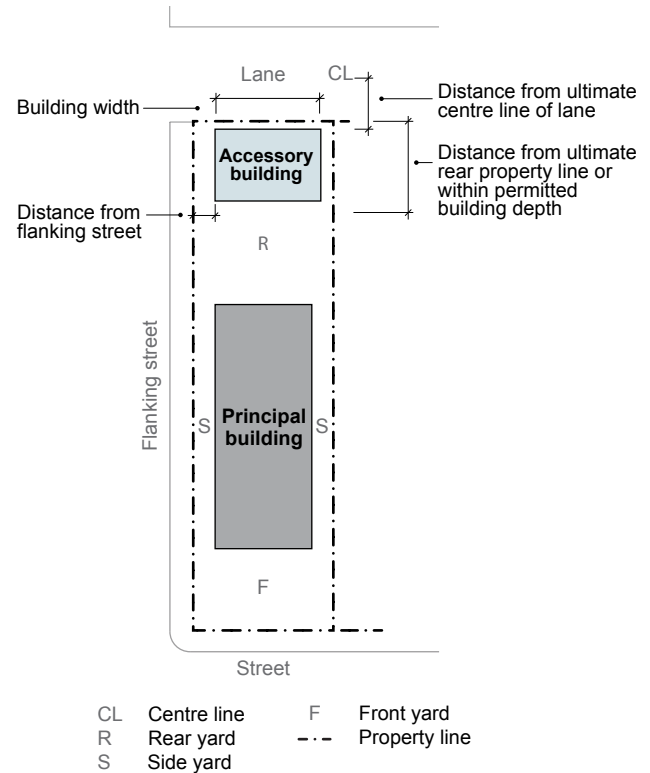 Lane
CL
Building width
Distance from ultimate
centre line of lane
Accessory
building
Distance from ultimate
rear property line or
within permitted
building depth
Distance from
flanking street
R
Flanking street
S
Principal
building
S
F
Street
CL Centre line
R Rear yard
S Side yard
F Front yard
Property line